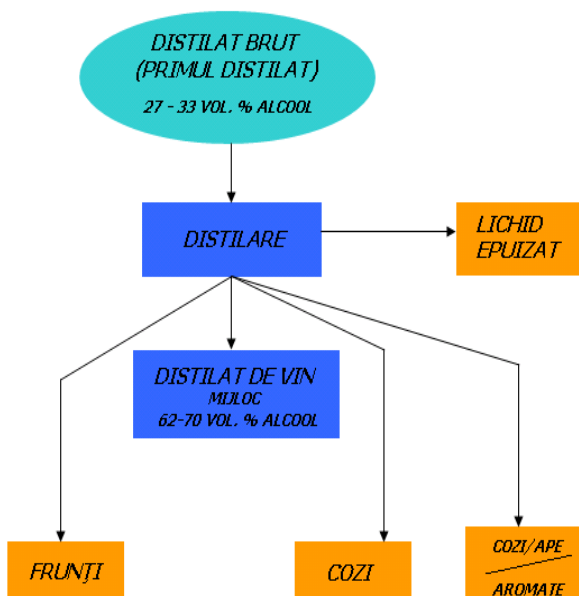 DISTILAT BRUT
(PRIMUL DISTILAT)
27 - 33 VOL. % ALCOOL
DISTILARE
LICHID
EPUIZAT
DISTILAT DE VIN
MIJLOC
62-70 VOL. % ALCOOL
FRUNŢI
COZI
COZI/APE
AROMATE